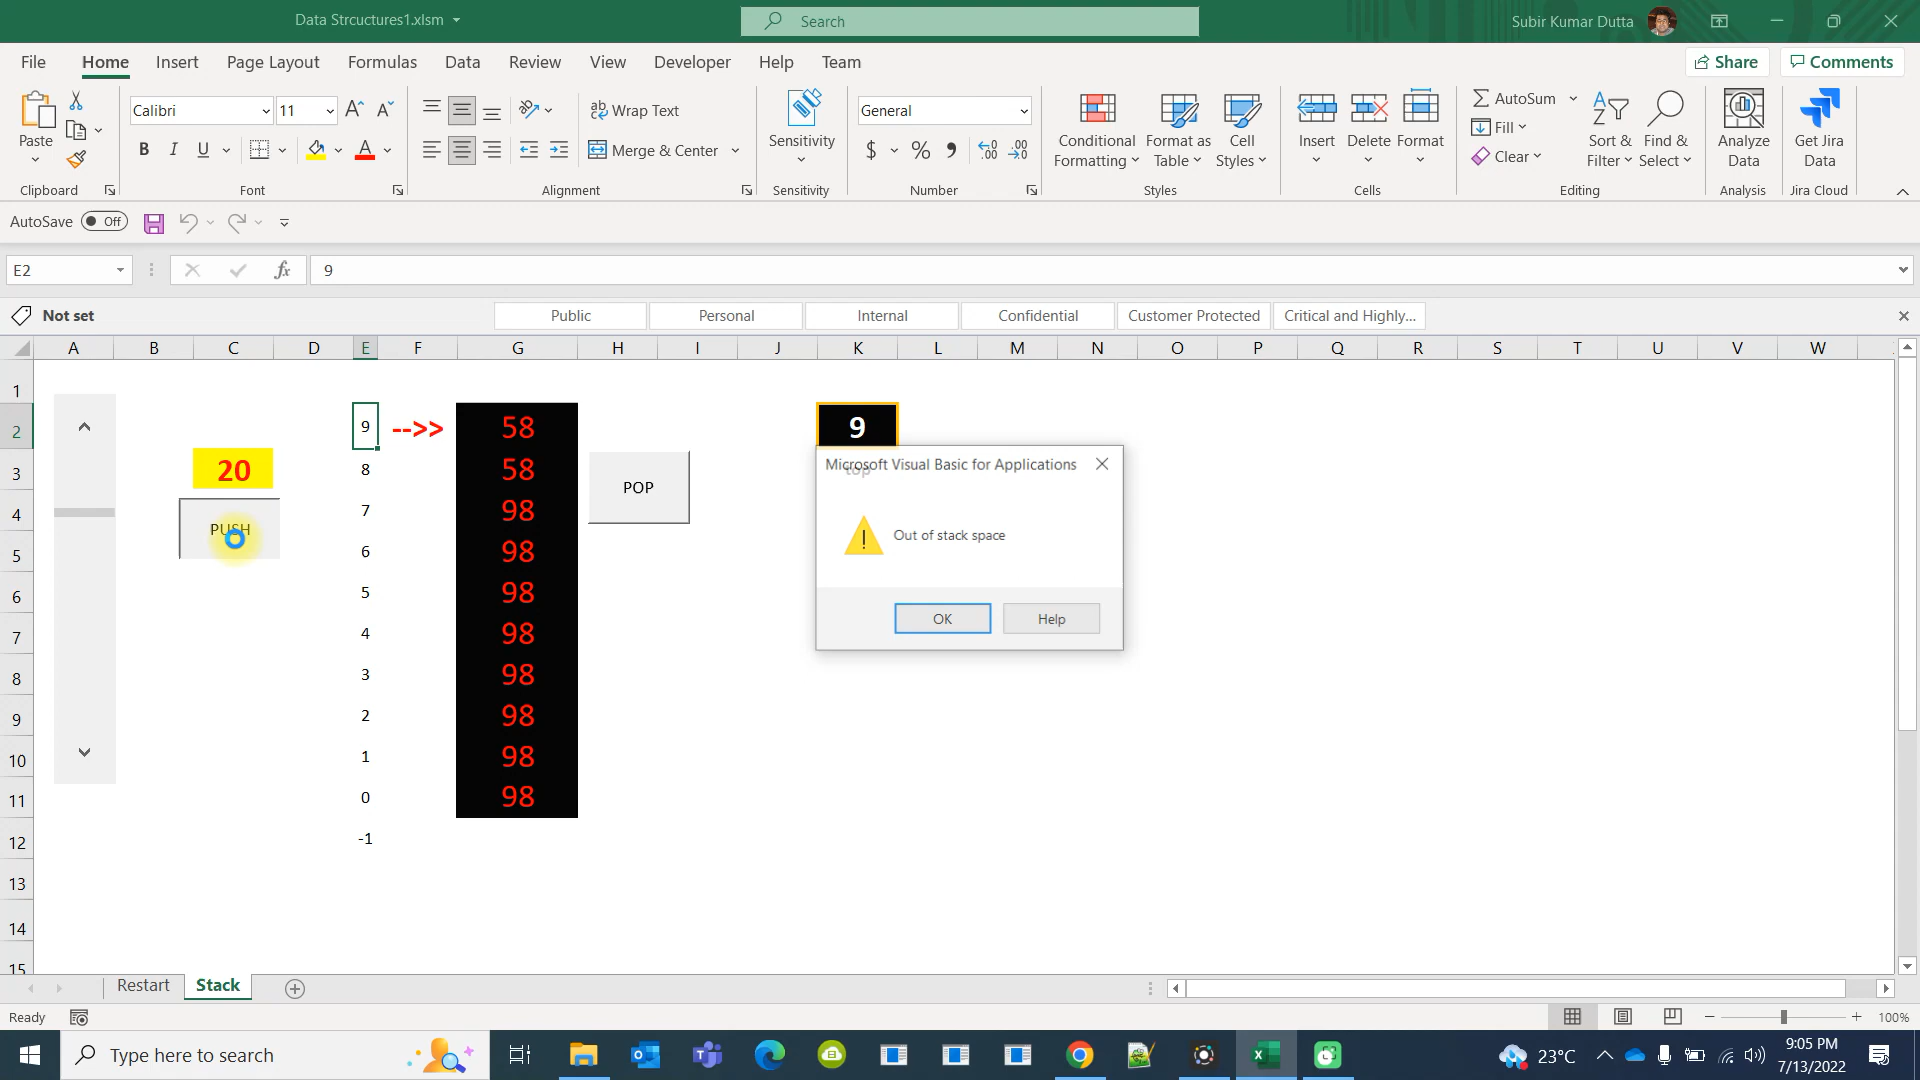 Data Strcuctures1.xlsm
Search
Subir Kumar Dutta
File Home Insert Page Layout Formulas Data Review View Developer Help Team
Share Comments
Calibri 11
Wrap Text
General
AutoSum
Fill
Clear
Paste
B I U
Merge & Center
Sensitivity
$ % 9
Conditional Formatting
Format as Table
Cell Styles
Insert Delete Format
Sort & Filter
Find & Select
Analyze Data
Get Jira Data
Clipboard Font Alignment Sensitivity Number Styles Cells Editing Analysis Jira Cloud
AutoSave Off
E2 fx 9
Not set Public Personal Internal Confidential Customer Protected Critical and Highly...
A B C D E F G H I J K L M N O P Q R S T U V W
1
2 9 -->> 58 9
3 20 8 58 top
4 7 98
PUSH POP
5 6 98
6 5 98
7 4 98
8 3 98
9 2 98
10 1 98
11 0 98
12 -1
13
14
15
Microsoft Visual Basic for Applications
Out of stack space
OK Help
Restart Stack
Ready 100%
Type here to search
23°C
9:05 PM
7/13/2022